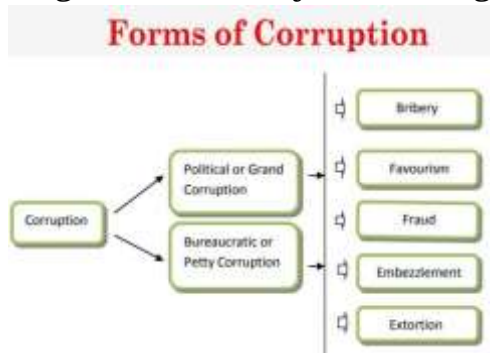 Forms of Corruption
Bribery
Political or Grand
Corruption
Favourism
Corruption
Fraud
Bureaucratic or
Petty Corruption
Embezzlement
Extortion